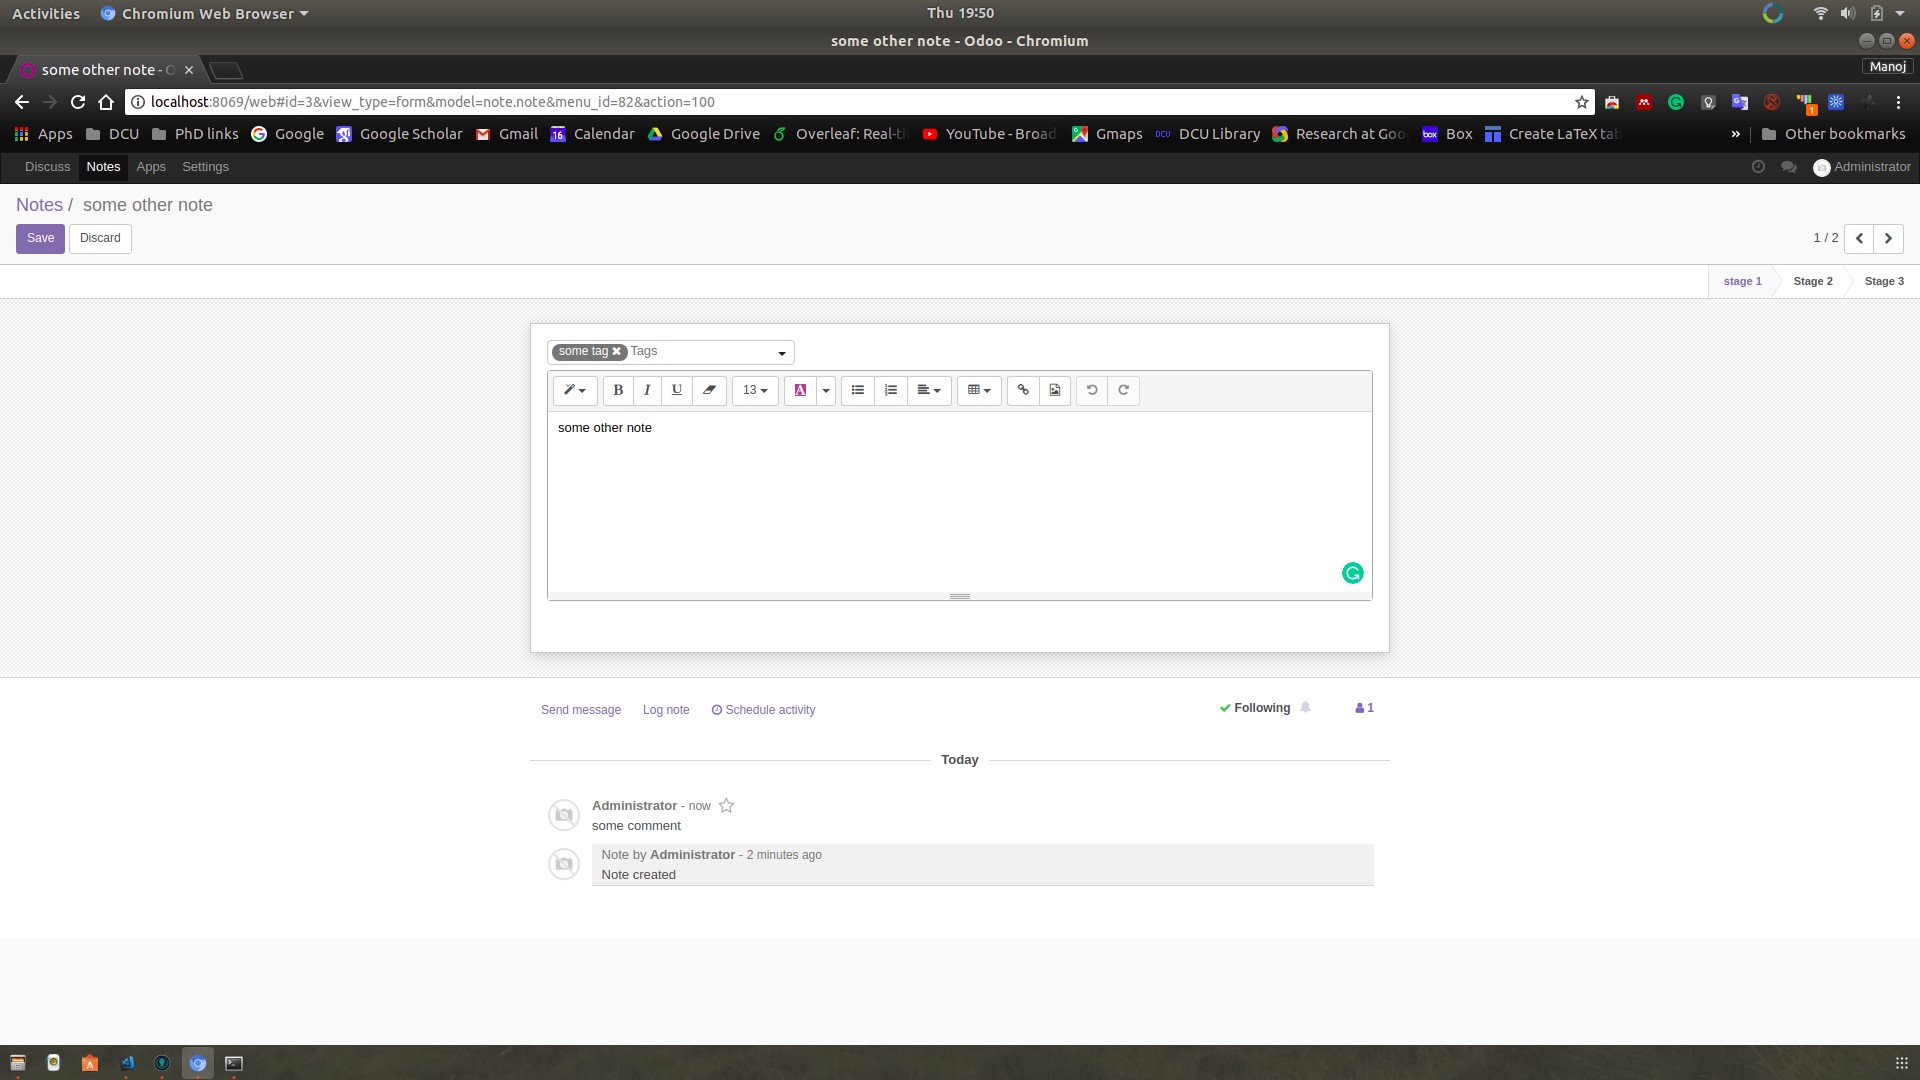 Activities
Chromium Web Browser
Thu 19:50
some other note - Odoo - Chromium
some other note - O
Manoj
localhost:8069/web#id=3&view_type=form&model=note.note&menu_id=82&action=100
1
Apps
DCU
PhD links
Google
Google Scholar
Gmail
16
Calendar
Google Drive
Overleaf: Real-ti
YouTube - Broad
Gmaps
DCU
DCU Library
Research at Goo
box
Box
Create LaTeX tab
»
Other bookmarks
Discuss
Notes
Apps
Settings
Administrator
Notes / some other note
Save
Discard
1 / 2
stage 1
Stage 2
Stage 3
some tag
Tags
B
I
U
13
A
some other note
Send message
Log note
Schedule activity
Following
1
Today
Administrator - now
some comment
Note by Administrator - 2 minutes ago
Note created